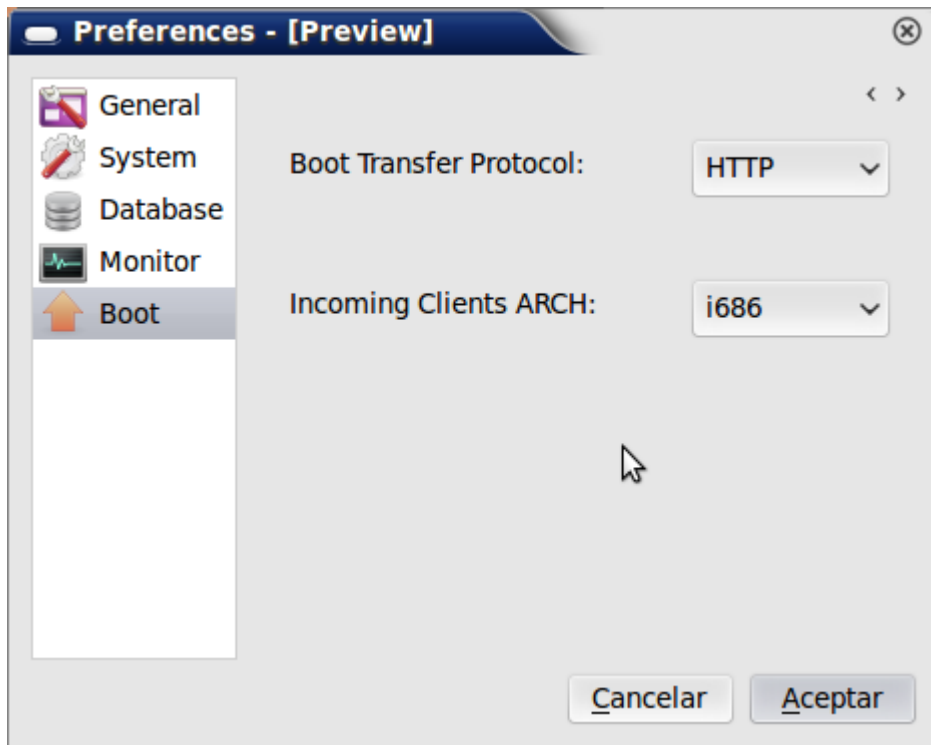 Preferences - [Preview]
General
System
Database
Monitor
Boot
Boot Transfer Protocol:
HTTP
Incoming Clients ARCH:
i686
Cancelar
Aceptar